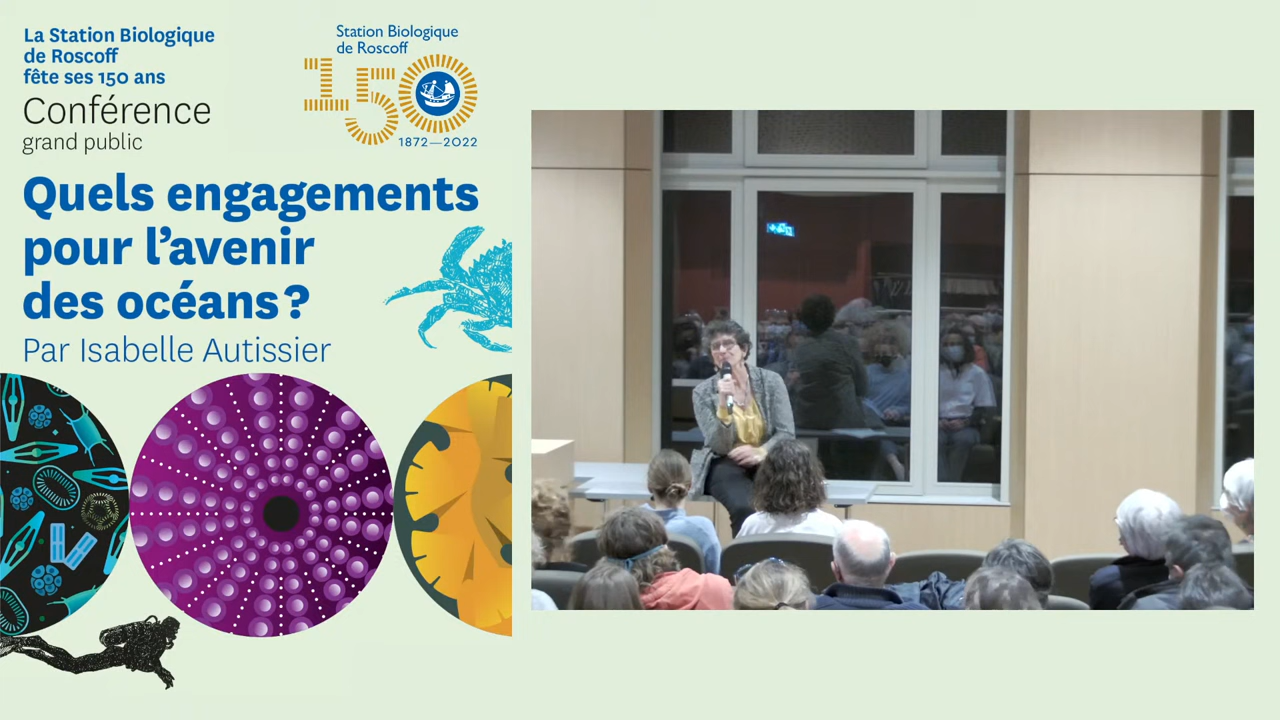 La Station Biologique
de Roscoff
fête ses 150 ans
Conférence
grand public
Station Biologique
de Roscoff
150
1872—2022
Quels engagements
pour l'avenir
des océans?
Par Isabelle Autissier